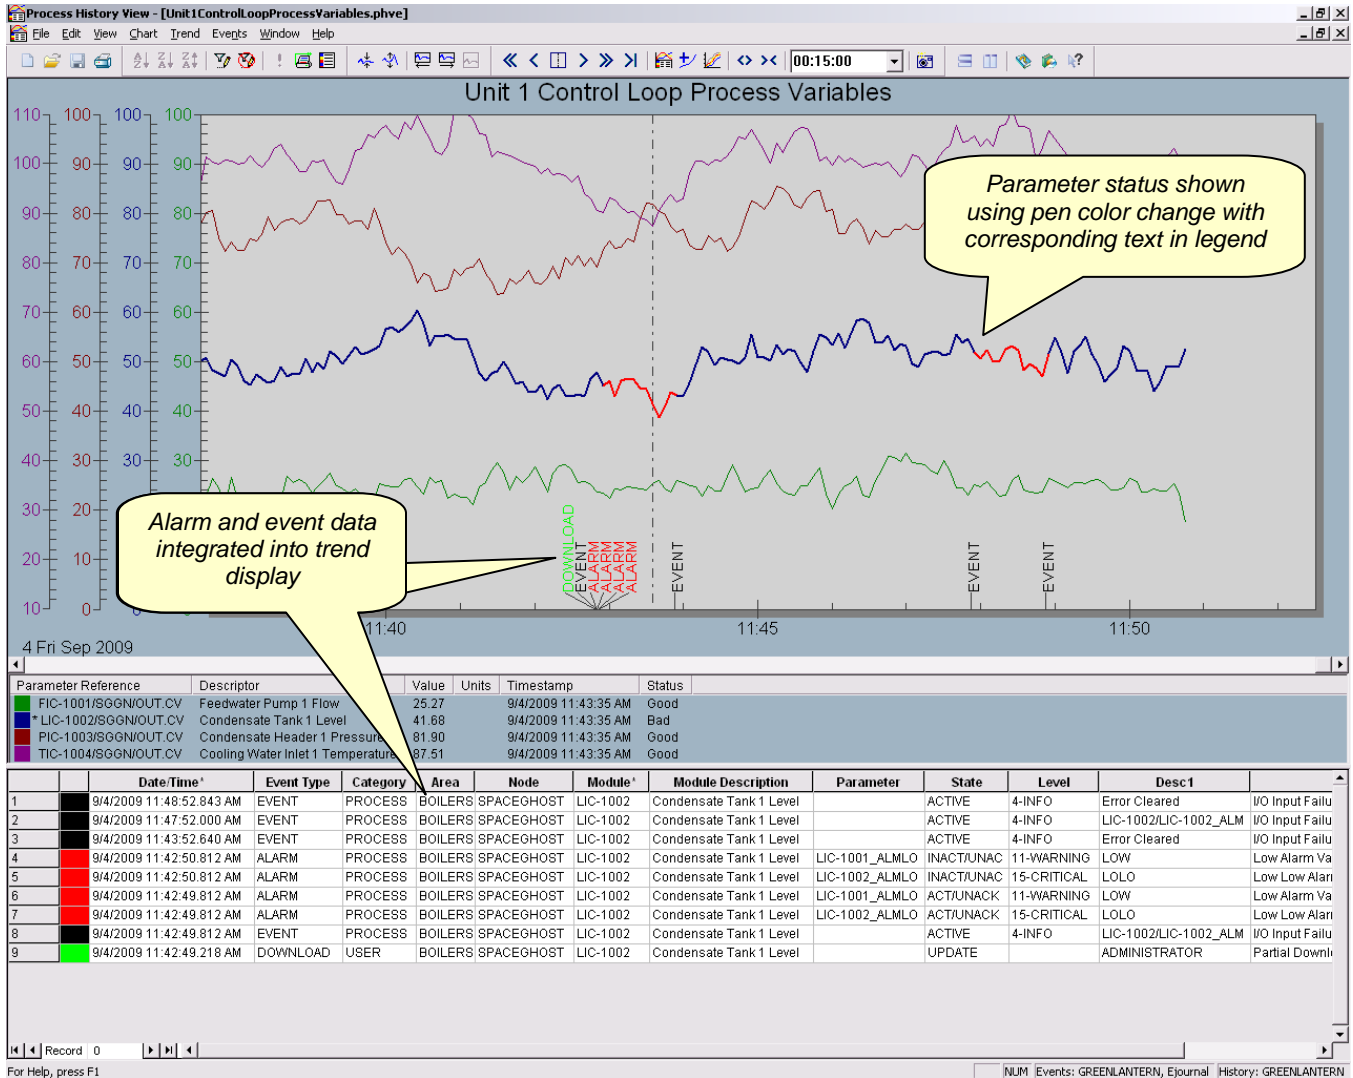 Process History View - [Unit1ControlLoopProcessVariables.phve]
File Edit View Chart Trend Events Window Help
00:15:00
Unit 1 Control Loop Process Variables
110 100 100 100
100 90 90 90
90 80 80 80
80 70 70 70
70 60 60 60
60 50 50 50
50 40 40 40
40 30 30 30
30 20
20 10
10 0
Parameter status shown
using pen color change with
corresponding text in legend
Alarm and event data
integrated into trend
display
DOWNLOAD
EVENT
ALARM
ALARM
ALARM
ALARM
EVENT
EVENT
EVENT
11:40 11:45 11:50
4 Fri Sep 2009
Parameter Reference Descriptor Value Units Timestamp Status
FIC-1001/SGGN/OUT.CV Feedwater Pump 1 Flow 25.27 9/4/2009 11:43:35 AM Good
* LIC-1002/SGGN/OUT.CV Condensate Tank 1 Level 41.68 9/4/2009 11:43:35 AM Bad
PIC-1003/SGGN/OUT.CV Condensate Header 1 Pressure 81.90 9/4/2009 11:43:35 AM Good
TIC-1004/SGGN/OUT.CV Cooling Water Inlet 1 Temperature 87.51 9/4/2009 11:43:35 AM Good
Date/Time* Event Type Category Area Node Module* Module Description Parameter State Level Desc1
1 9/4/2009 11:48:52.843 AM EVENT PROCESS BOILERS SPACEGHOST LIC-1002 Condensate Tank 1 Level ACTIVE 4-INFO Error Cleared I/O Input Failu
2 9/4/2009 11:47:52.000 AM EVENT PROCESS BOILERS SPACEGHOST LIC-1002 Condensate Tank 1 Level ACTIVE 4-INFO LIC-1002/LIC-1002_ALM I/O Input Failu
3 9/4/2009 11:43:52.640 AM EVENT PROCESS BOILERS SPACEGHOST LIC-1002 Condensate Tank 1 Level ACTIVE 4-INFO Error Cleared I/O Input Failu
4 9/4/2009 11:42:50.812 AM ALARM PROCESS BOILERS SPACEGHOST LIC-1002 Condensate Tank 1 Level LIC-1001_ALMLO INACT/UNAC 11-WARNING LOW Low Alarm Va
5 9/4/2009 11:42:50.812 AM ALARM PROCESS BOILERS SPACEGHOST LIC-1002 Condensate Tank 1 Level LIC-1002_ALMLO INACT/UNAC 15-CRITICAL LOLO Low Low Alarm
6 9/4/2009 11:42:49.812 AM ALARM PROCESS BOILERS SPACEGHOST LIC-1002 Condensate Tank 1 Level LIC-1001_ALMLO ACT/UNACK 11-WARNING LOW Low Alarm Va
7 9/4/2009 11:42:49.812 AM ALARM PROCESS BOILERS SPACEGHOST LIC-1002 Condensate Tank 1 Level LIC-1002_ALMLO ACT/UNACK 15-CRITICAL LOLO Low Low Alarm
8 9/4/2009 11:42:49.812 AM EVENT PROCESS BOILERS SPACEGHOST LIC-1002 Condensate Tank 1 Level ACTIVE 4-INFO LIC-1002/LIC-1002_ALM I/O Input Failu
9 9/4/2009 11:42:49.218 AM DOWNLOAD USER BOILERS SPACEGHOST LIC-1002 Condensate Tank 1 Level UPDATE ADMINISTRATOR Partial Downl
Record 0
For Help, press F1 NUM Events: GREENLANTERN, Ejournal History: GREENLANTERN